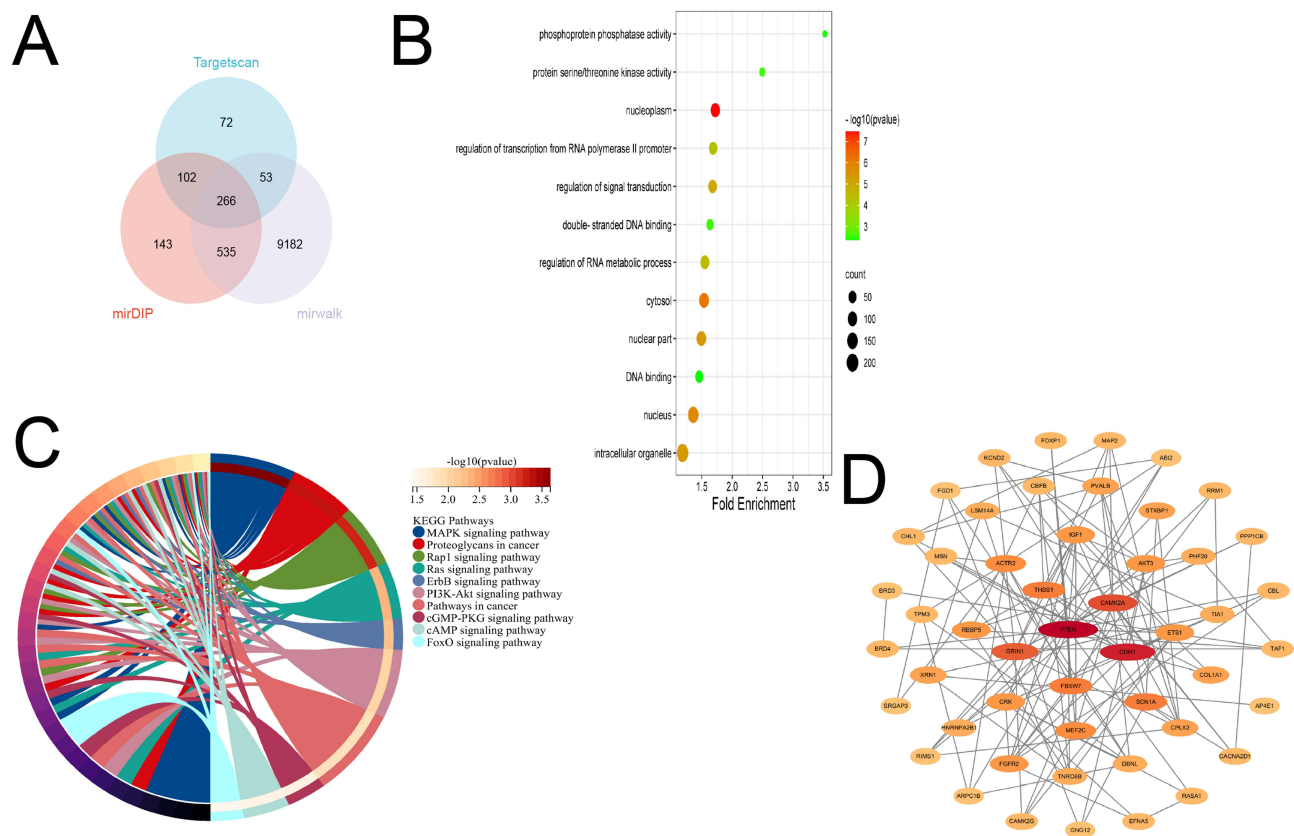 A
Targetscan
72
102
53
266
143
535
9182
mirDIP
mirwalk
B
phosphoprotein phosphatase activity
protein serine/threonine kinase activity
nucleoplasm
regulation of transcription from RNA polymerase II promoter
regulation of signal transduction
double- stranded DNA binding
regulation of RNA metabolic process
cytosol
nuclear part
DNA binding
nucleus
intracellular organelle
1.5 2.0 2.5 3.0 3.5
Fold Enrichment
- log10(pvalue)
7
6
5
4
3
count
50
100
150
200
C
-log10(pvalue)
1.5 2.0 2.5 3.0 3.5
KEGG Pathways
MAPK signaling pathway
Proteoglycans in cancer
Rap1 signaling pathway
Ras signaling pathway
ErbB signaling pathway
PI3K-Akt signaling pathway
Pathways in cancer
cGMP-PKG signaling pathway
cAMP signaling pathway
FoxO signaling pathway
D
FOXP1
MAP2
KCND2
ABI2
FGD1
CBFB
PVALB
RRM1
LSM14A
STXBP1
CHL1
IGF1
PPP1CB
MSN
ACTR2
AKT3
PHF20
BRD3
THBS1
CAMK2A
CBL
TPM3
TIA1
RBBP5
PTEN
ETS1
BRD4
GRIN1
CDH1
TAF1
XRN1
COL1A1
FBXW7
SRGAP3
CRK
SCN1A
AP4E1
HNRNPA2B1
MEF2C
CPLX2
RIMS1
CACNA2D1
FGFR2
DBNL
TNRC6B
ARPC1B
RASA1
CAMK2G
EFNA5
GNG12